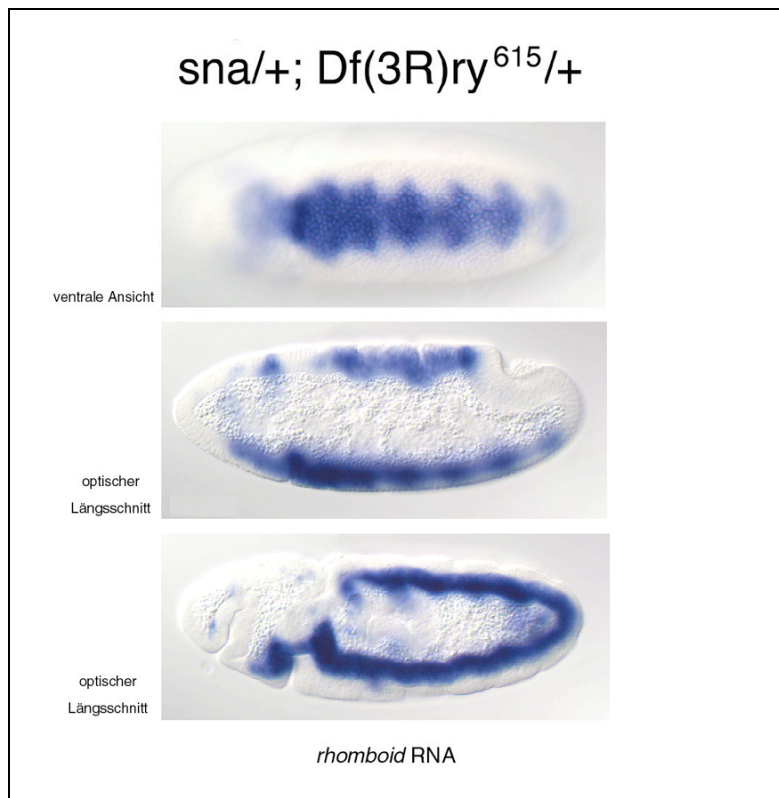 sna/+; Df(3R)ry⁶¹⁵/+
ventrale Ansicht
optischer
Längsschnitt
optischer
Längsschnitt
rhomboid RNA